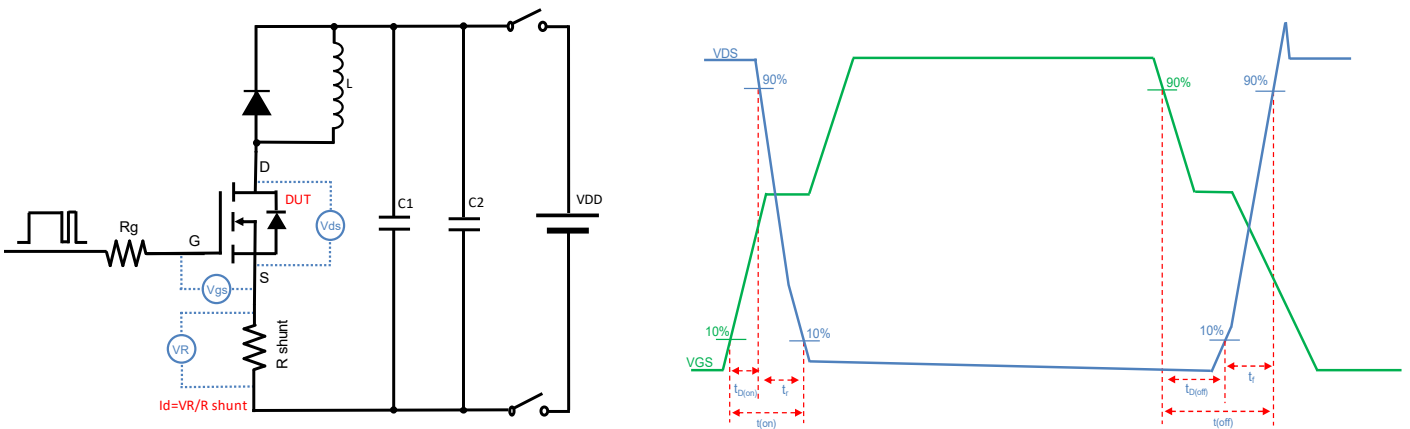 L
D
DUT
C1
C2
VDD
Rg
G
Vds
S
Vgs
VR
R shunt
Id=VR/R shunt
VDS
90%
90%
90%
10%
10%
10%
VGS
tD(on)
tr
t(on)
tD(off)
tf
t(off)